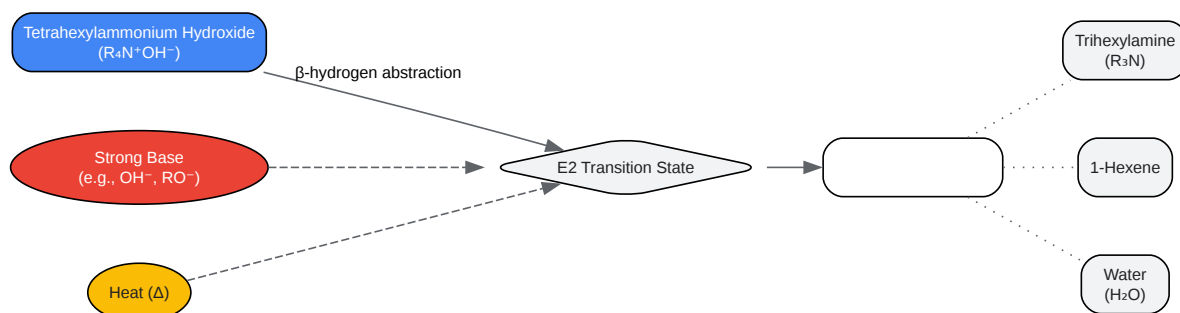 Tetrahexylammonium Hydroxide
(R₄N⁺OH⁻)
β-hydrogen abstraction
Strong Base
(e.g., OH⁻, RO⁻)
Heat (Δ)
E2 Transition State
Trihexylamine
(R₃N)
1-Hexene
Water
(H₂O)